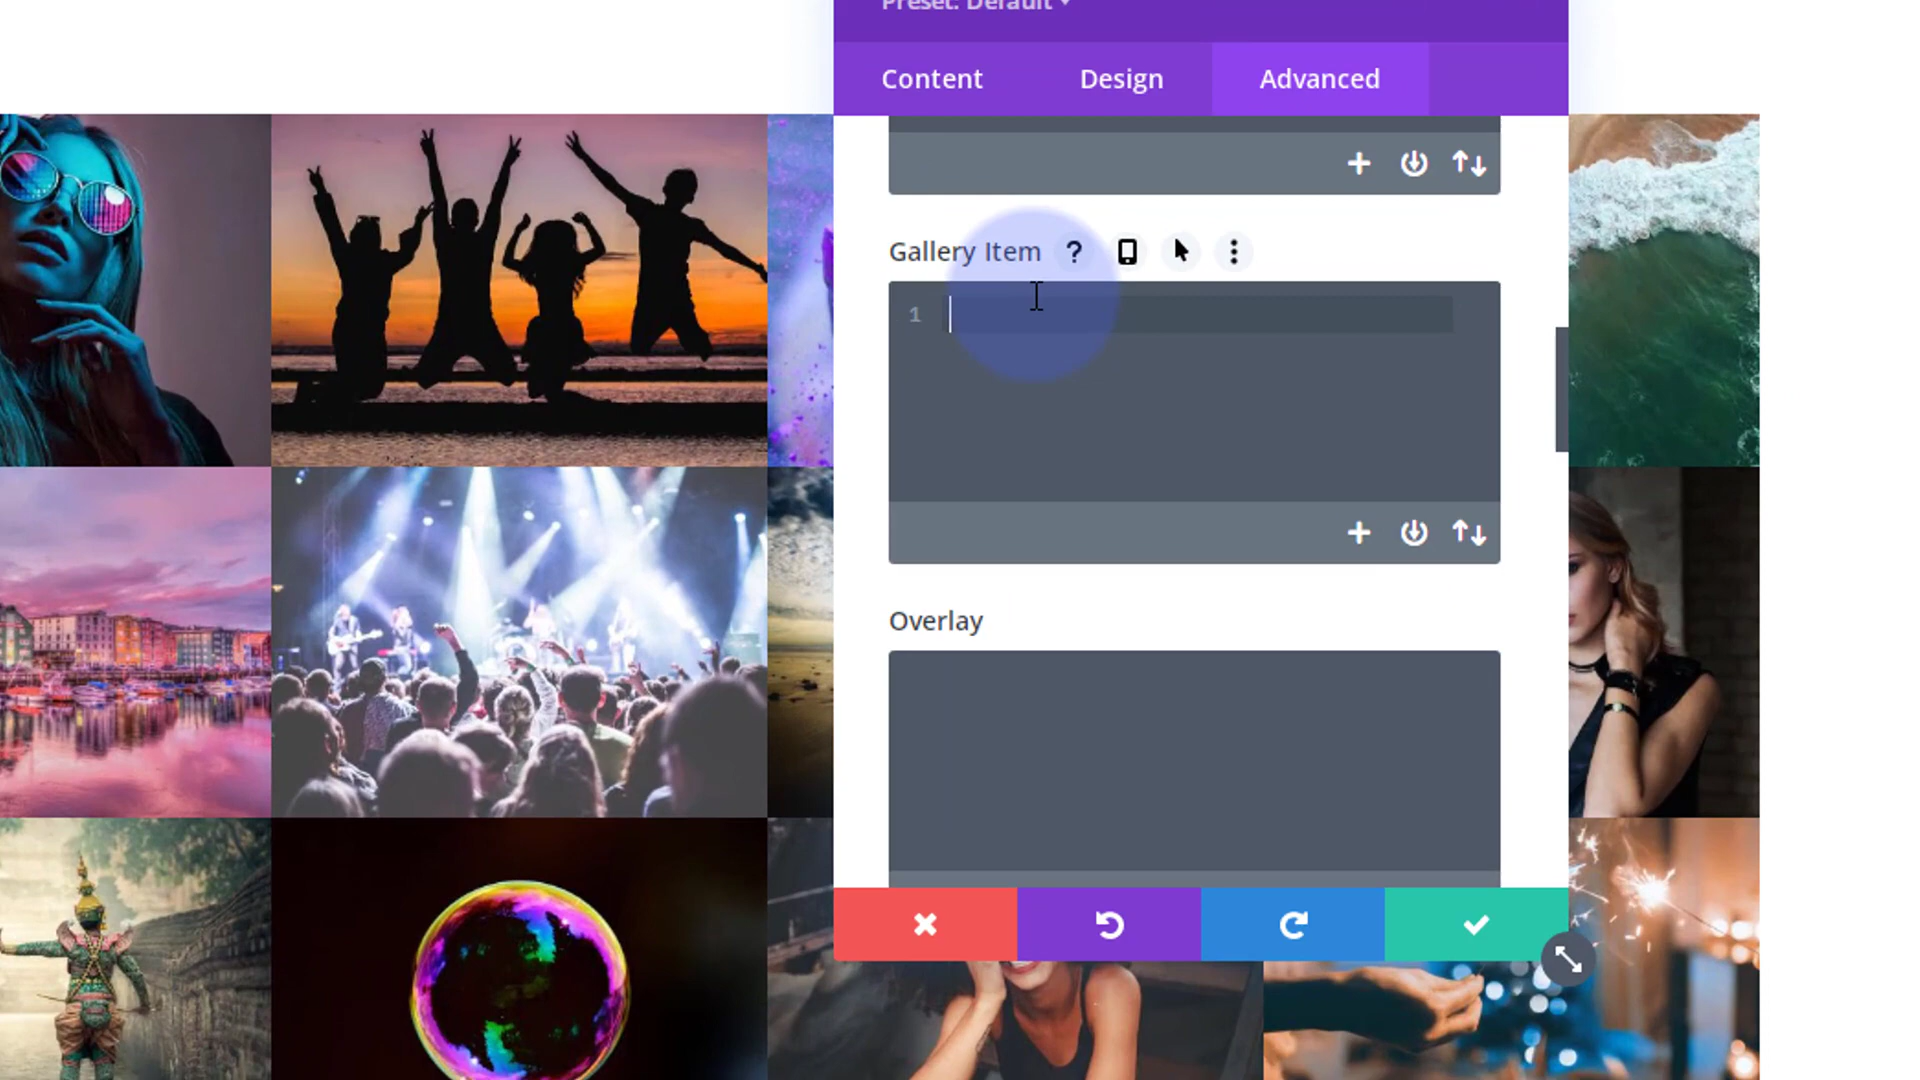 Preset: Default
Content Design Advanced
Gallery Item ?
1
Overlay